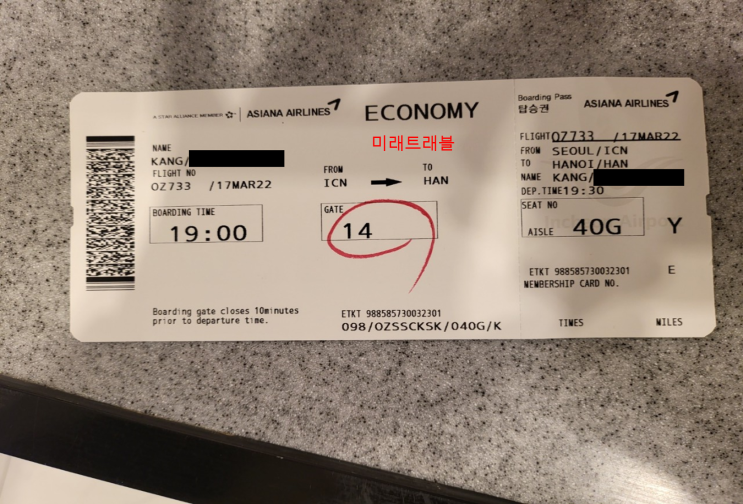 A STAR ALLIANCE MEMBER
ASIANA AIRLINES
ECONOMY
미래트래블
NAME
KANG/
FLIGHT NO
OZ733 /17MAR22
FROM
TO
ICN
HAN
BOARDING TIME
19:00
GATE
14
Boarding gate closes 10minutes
prior to departure time.
ETKT 988585730032301
098/OZSSCKSK/040G/K
Boarding Pass
탑승권
ASIANA AIRLINES
FLIGHT OZ733 /17MAR22
FROM SEOUL/ICN
TO HANOI/HAN
NAME KANG/
DEP.TIME 19:30
SEAT NO
AISLE 40G
Y
ETKT 988585730032301 E
MEMBERSHIP CARD NO.
TIMES MILES